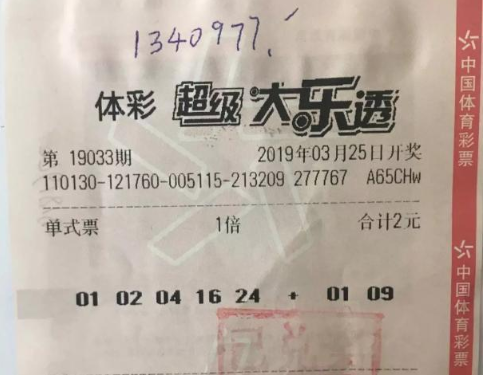 1340977.
体彩 超级大乐透
第 19033期 2019年03月25日开奖
110130-121760-005115-213209 277767 A65CHw
单式票 1倍 合计2元
01 02 04 16 24 + 01 09
中国体育彩票
中国体育彩票